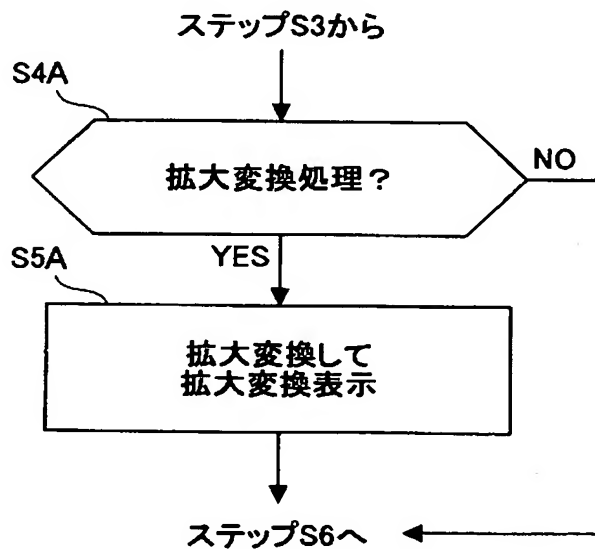 ステップS3から
S4A
拡大変換処理？
NO
YES
S5A
拡大変換して
拡大変換表示
ステップS6へ